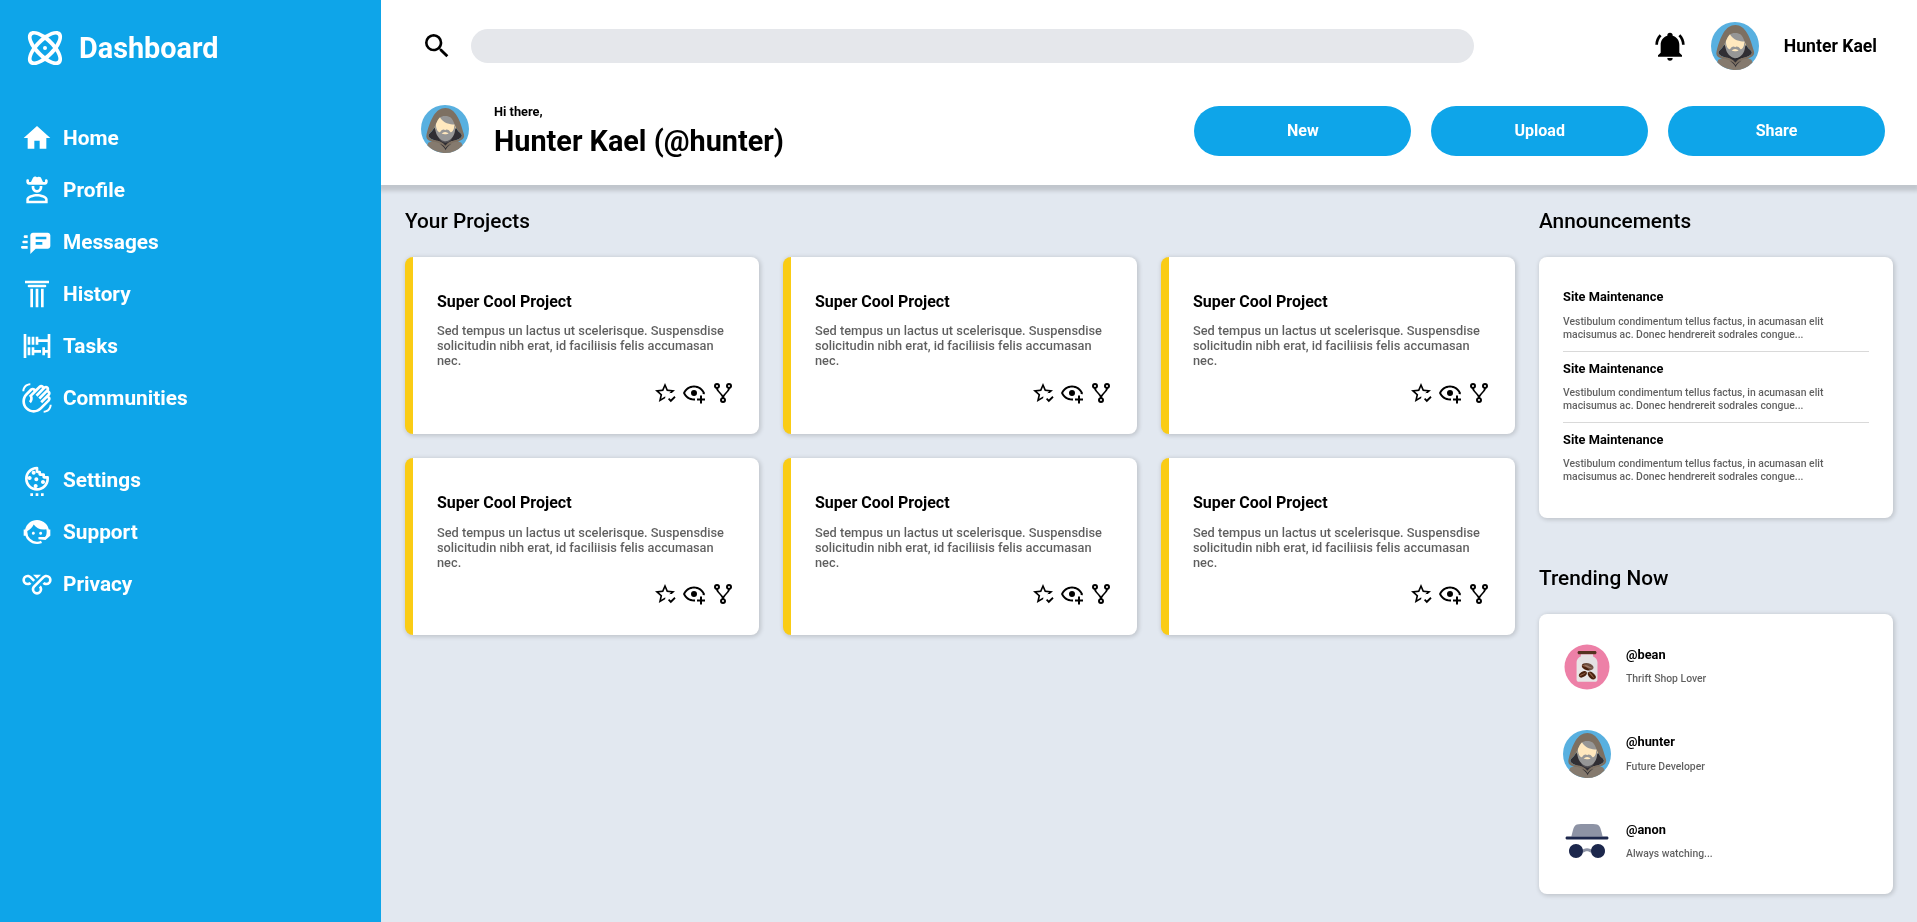 Dashboard
Home
Profile
Messages
History
Tasks
Communities
Settings
Support
Privacy
Hunter Kael
Hi there,
Hunter Kael (@hunter)
New
Upload
Share
Your Projects
Super Cool Project
Sed tempus un lactus ut scelerisque. Suspensdise
solicitudin nibh erat, id faciliisis felis accumasan
nec.
Super Cool Project
Sed tempus un lactus ut scelerisque. Suspensdise
solicitudin nibh erat, id faciliisis felis accumasan
nec.
Super Cool Project
Sed tempus un lactus ut scelerisque. Suspensdise
solicitudin nibh erat, id faciliisis felis accumasan
nec.
Super Cool Project
Sed tempus un lactus ut scelerisque. Suspensdise
solicitudin nibh erat, id faciliisis felis accumasan
nec.
Super Cool Project
Sed tempus un lactus ut scelerisque. Suspensdise
solicitudin nibh erat, id faciliisis felis accumasan
nec.
Super Cool Project
Sed tempus un lactus ut scelerisque. Suspensdise
solicitudin nibh erat, id faciliisis felis accumasan
nec.
Announcements
Site Maintenance
Vestibulum condimentum tellus factus, in acumasan elit
macisumus ac. Donec hendrereit sodrales congue...
Site Maintenance
Vestibulum condimentum tellus factus, in acumasan elit
macisumus ac. Donec hendrereit sodrales congue...
Site Maintenance
Vestibulum condimentum tellus factus, in acumasan elit
macisumus ac. Donec hendrereit sodrales congue...
Trending Now
@bean
Thrift Shop Lover
@hunter
Future Developer
@anon
Always watching...